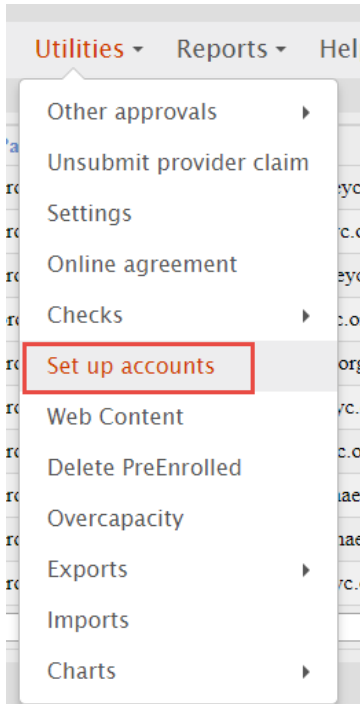 Utilities Reports Hel
Other approvals
Unsubmit provider claim
Settings
Online agreement
Checks
Set up accounts
Web Content
Delete PreEnrolled
Overcapacity
Exports
Imports
Charts